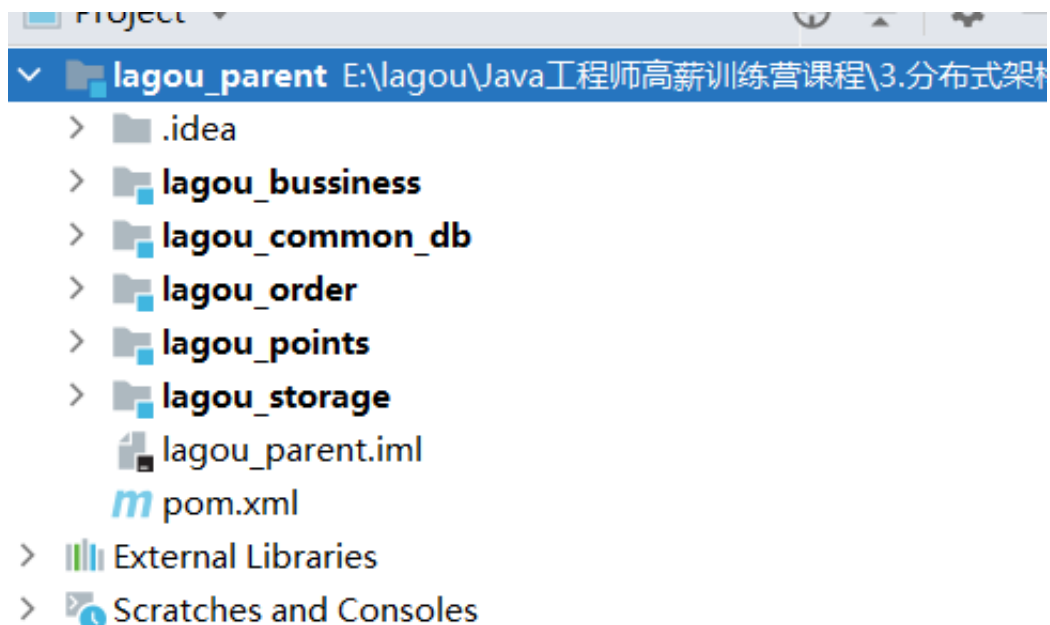 Project
lagou_parent E:\lagou\Java工程师高薪训练营课程\3.分布式架构
.idea
lagou_bussiness
lagou_common_db
lagou_order
lagou_points
lagou_storage
lagou_parent.iml
pom.xml
External Libraries
Scratches and Consoles